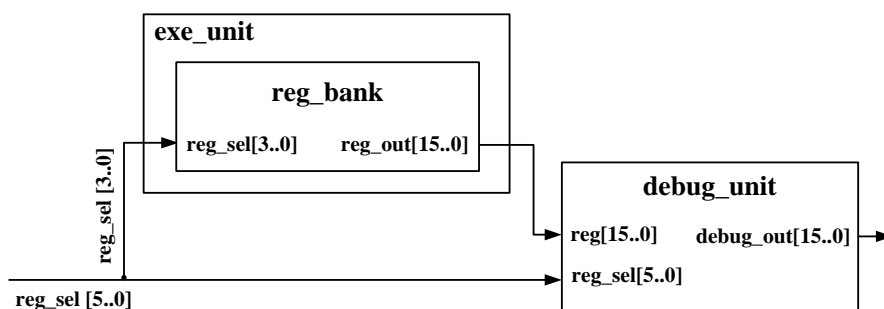 exe_unit
reg_bank
reg_sel[3..0] reg_out[15..0]
reg_sel [3..0]
debug_unit
reg[15..0] debug_out[15..0]
reg_sel[5..0]
reg_sel [5..0]